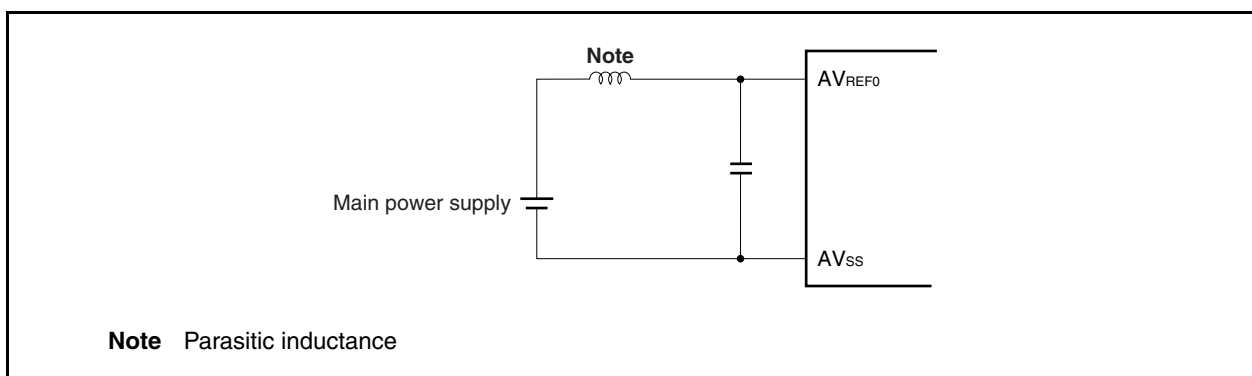 Note
AVREF0
Main power supply
AVSS
Note Parasitic inductance